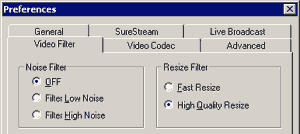 Preferences
General SureStream Live Broadcast
Video Filter Video Codec Advanced
Noise Filter Resize Filter
OFF Fast Resize
Filter Low Noise High Quality Resize
Filter High Noise